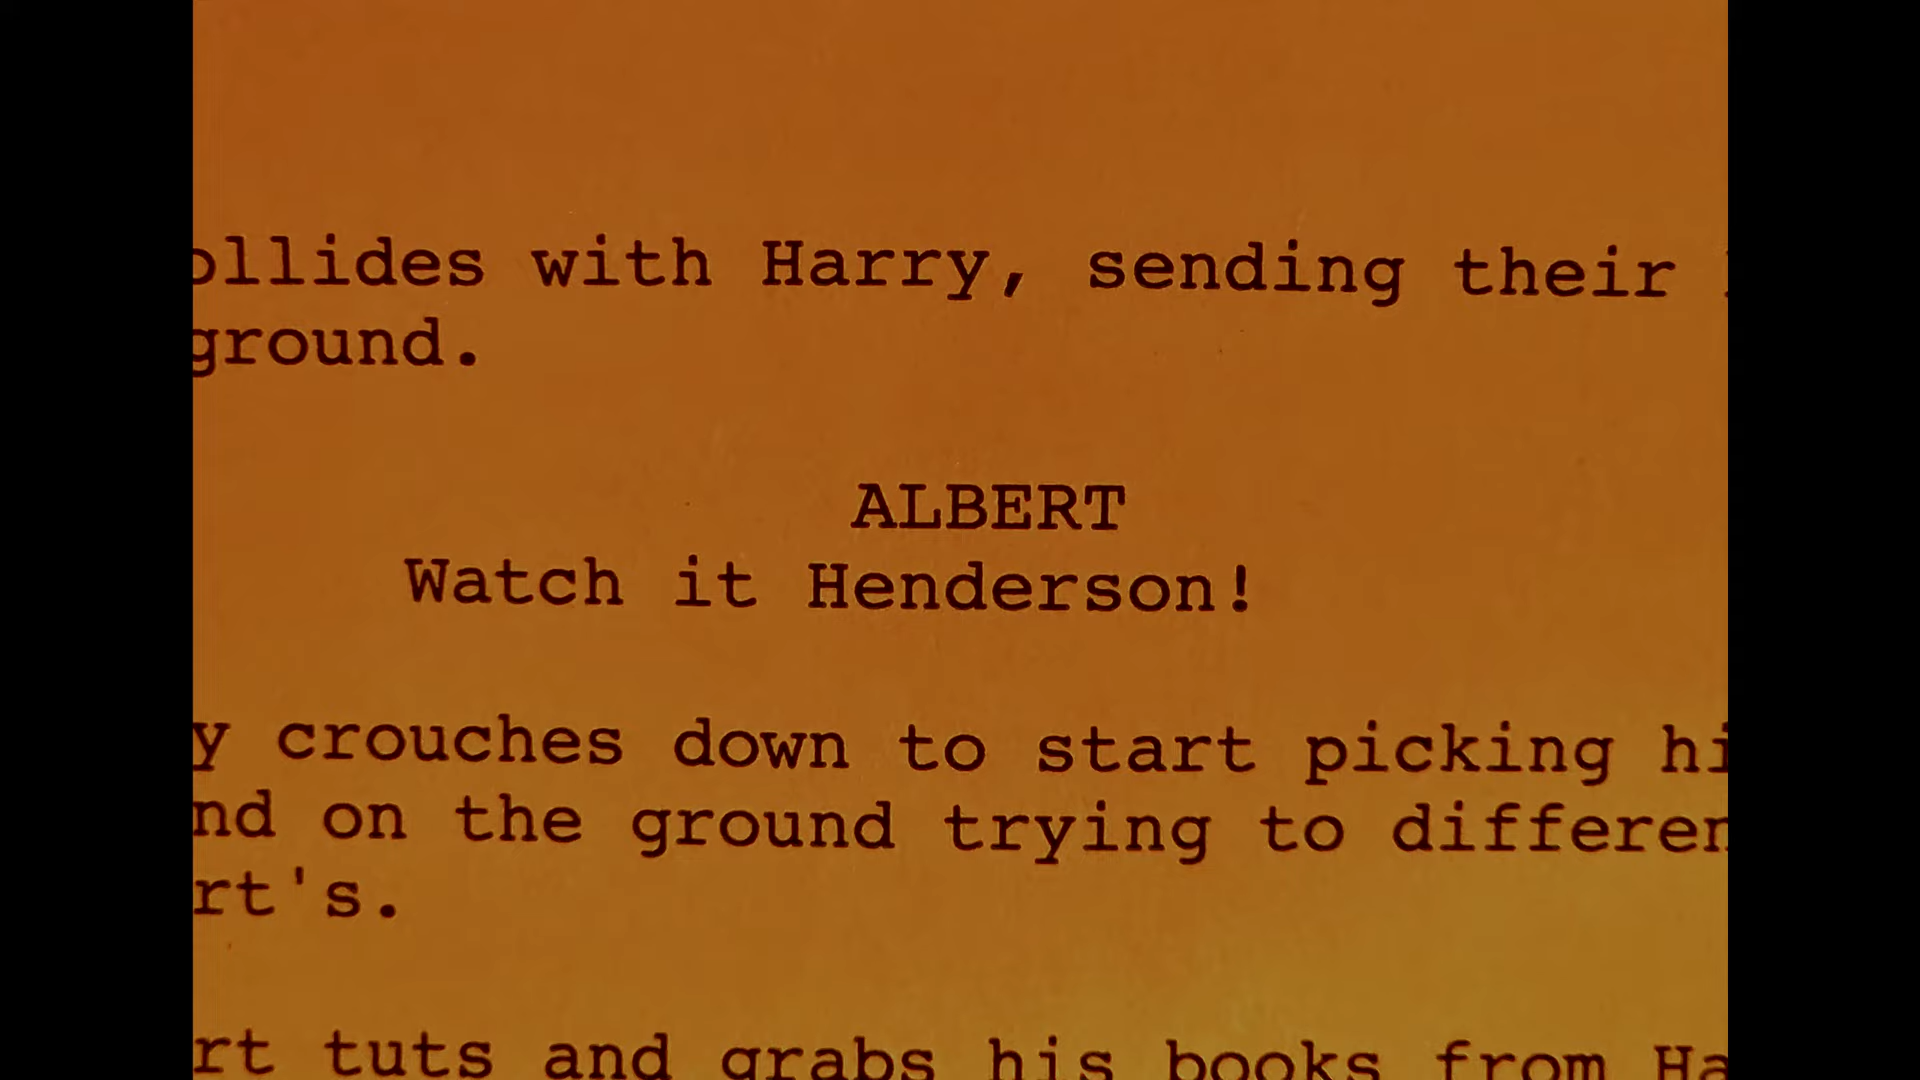 ollides with Harry, sending their
ground.
ALBERT
Watch it Henderson!
y crouches down to start picking hi
nd on the ground trying to differen
rt's.
rt tuts and grabs his books from Ha